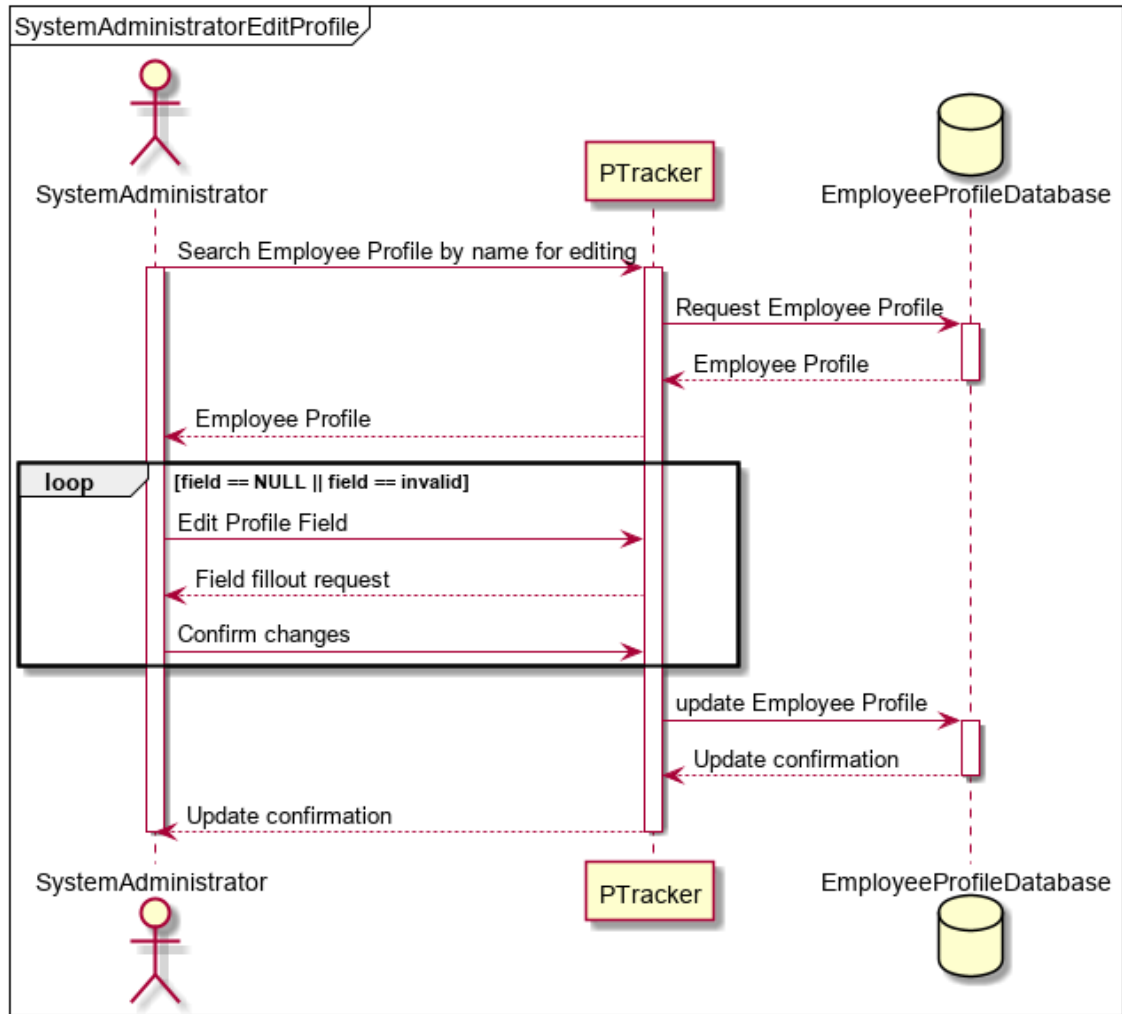 SystemAdministratorEditProfile
SystemAdministrator
PTracker
EmployeeProfileDatabase
Search Employee Profile by name for editing
Request Employee Profile
Employee Profile
Employee Profile
loop
[field == NULL || field == invalid]
Edit Profile Field
Field fillout request
Confirm changes
update Employee Profile
Update confirmation
Update confirmation
SystemAdministrator
PTracker
EmployeeProfileDatabase